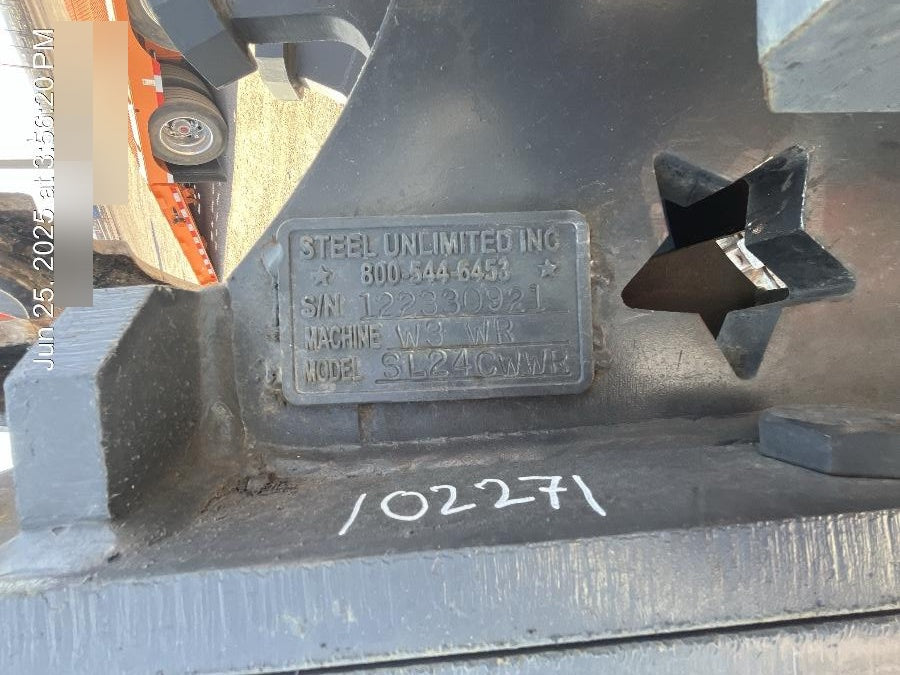 Jun 25, 2025 at 3:56:20 PM
STEEL UNLIMITED INC
800-544-6453
S/N 122330921
MACHINE W3 WR
MODEL SL24CWWR
102271